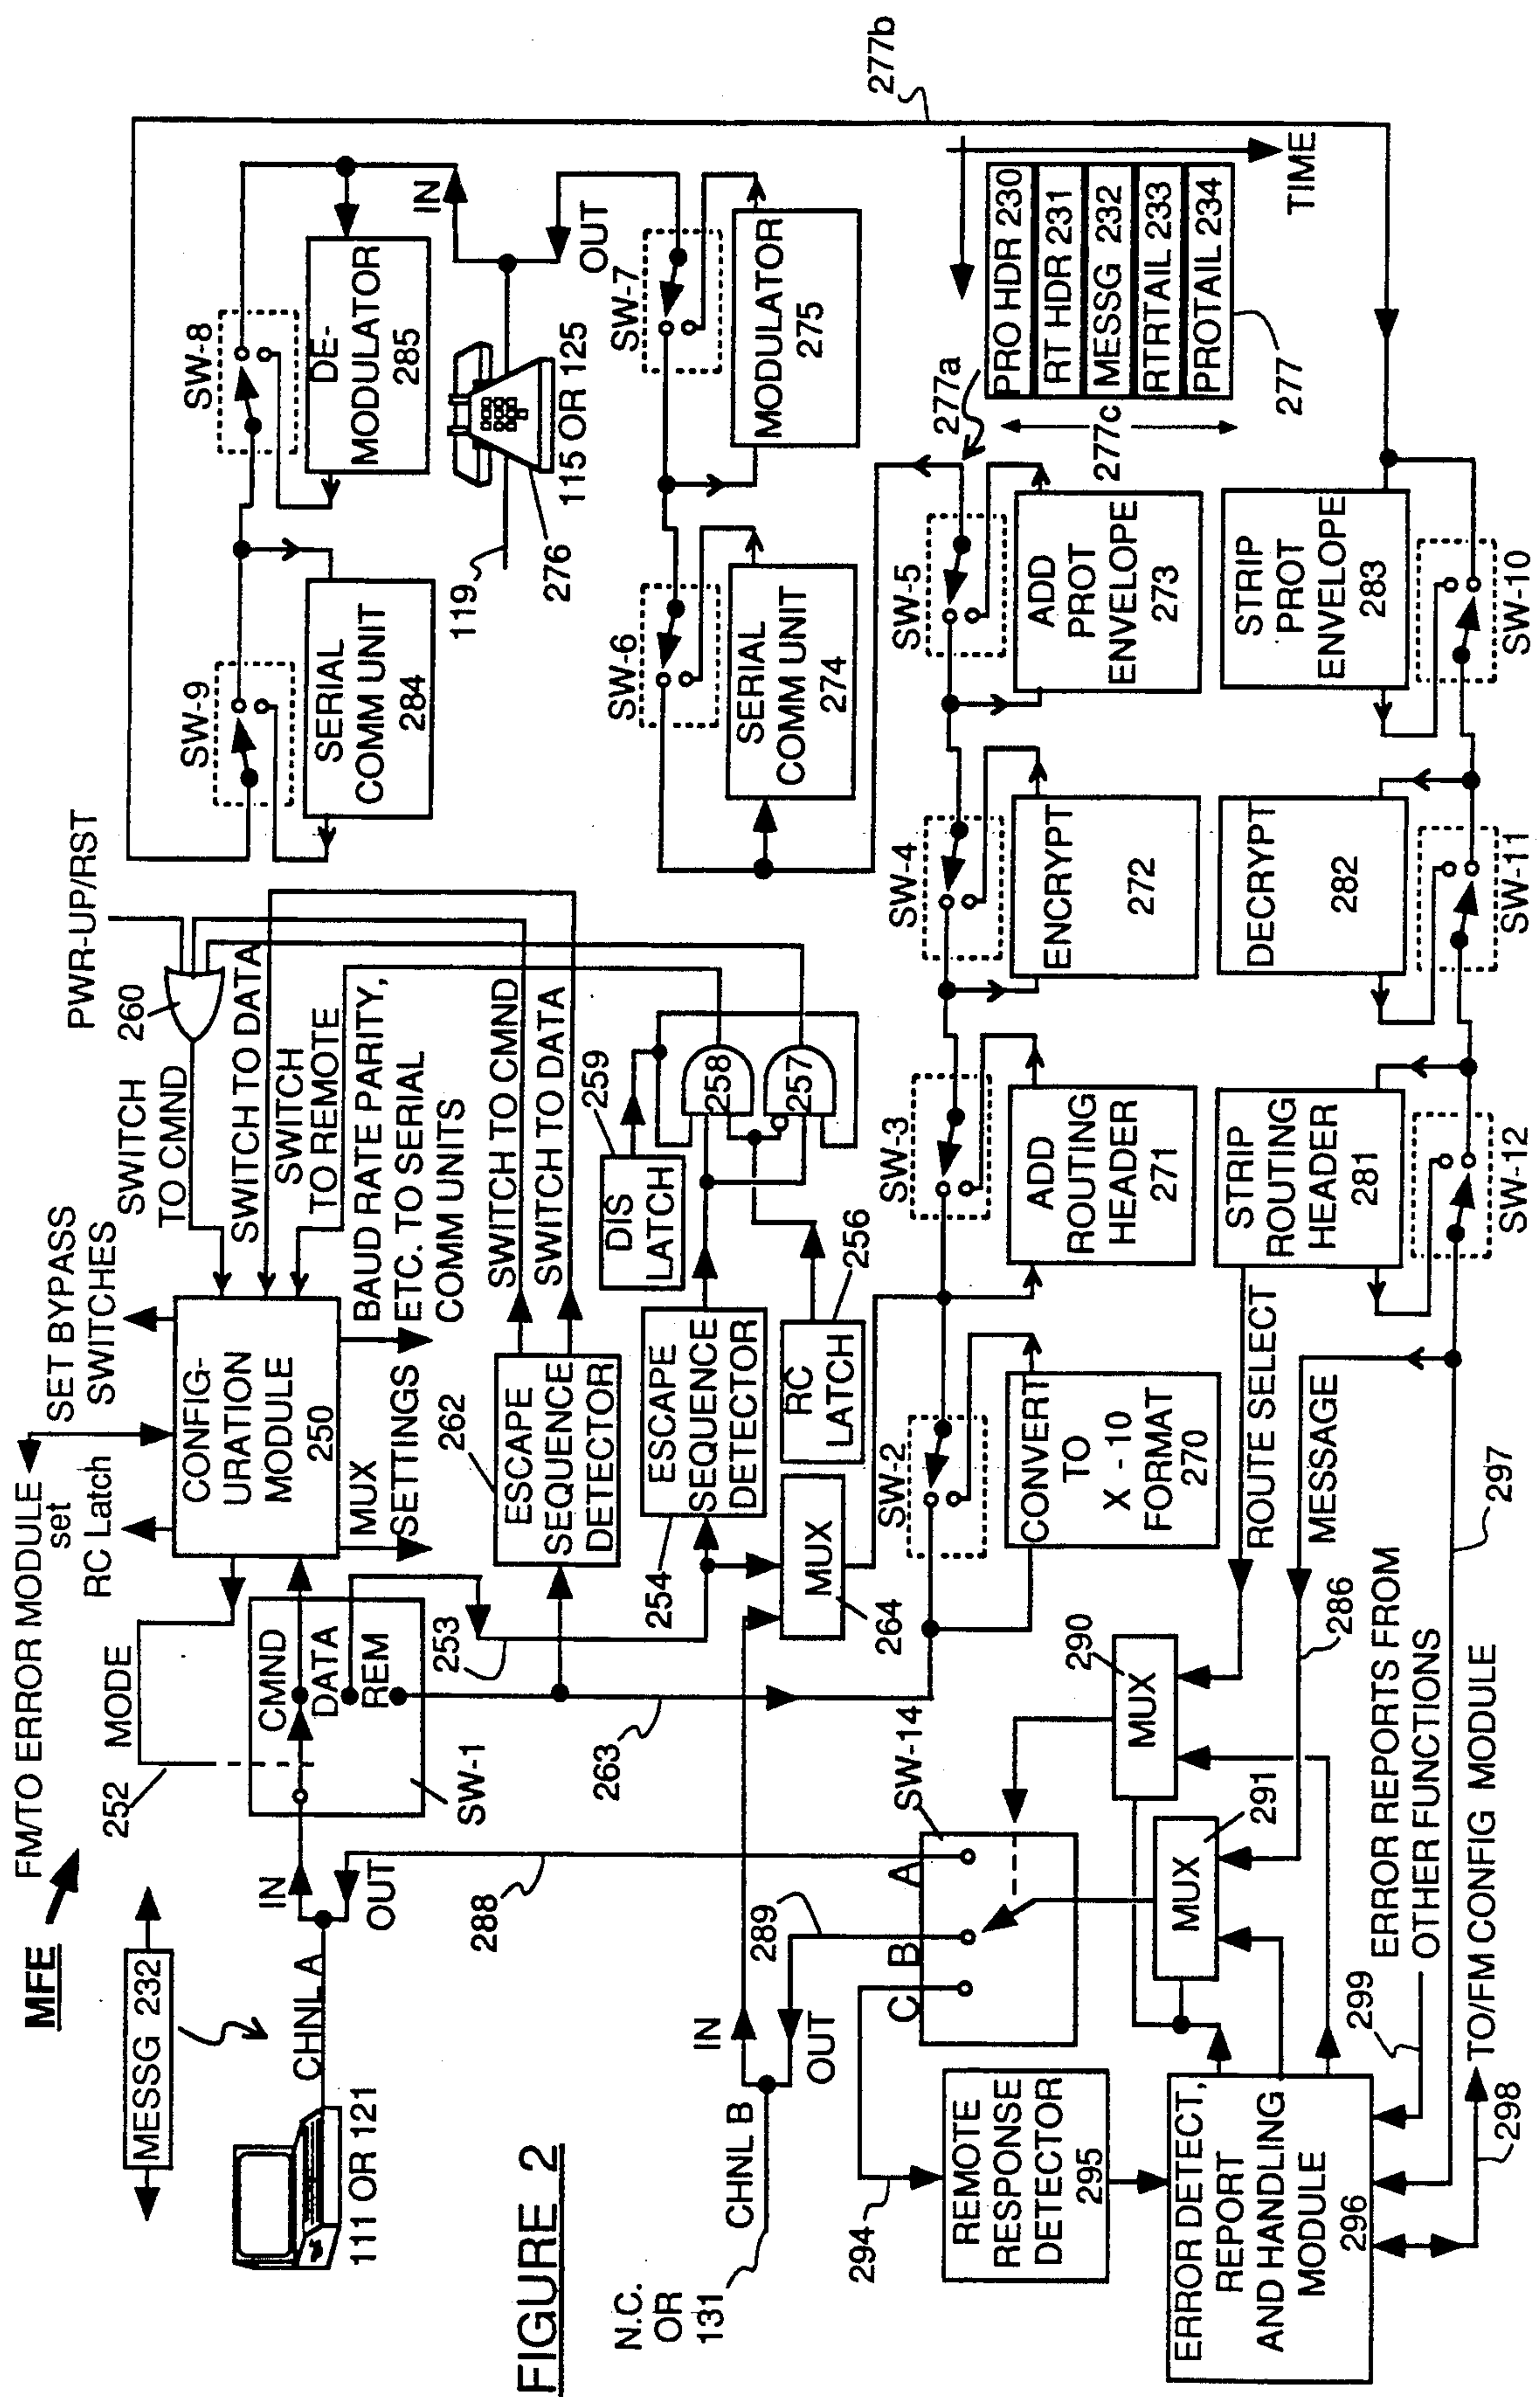 FIGURE 2
MFE
MESSG 232
111 OR 121
CHNL A
IN
OUT
FM/TO ERROR MODULE
set
RC Latch
SET BYPASS
SWITCHES
MODE
252
CMND
DATA
REM
SW-1
CONFIG-
URATION
MODULE
250
MUX
SETTINGS
BAUD RATE PARITY,
ETC. TO SERIAL
COMM UNITS
SWITCH
TO CMND
SWITCH TO DATA
SWITCH
TO REMOTE
260
PWR-UP/RST
253
262
ESCAPE
SEQUENCE
DETECTOR
SWITCH TO CMND
SWITCH TO DATA
254
ESCAPE
SEQUENCE
DETECTOR
DIS
LATCH
259
258
257
RC
LATCH
256
MUX
264
263
288
N.C.
OR
131
CHNL B
IN
OUT
289
SW-9
SERIAL
COMM UNIT
284
SW-8
DE-
MODULATOR
285
IN
OUT
119
276
115 OR 125
SW-6
SERIAL
COMM UNIT
274
SW-7
MODULATOR
275
277b
SW-2
CONVERT
TO
X - 10
FORMAT
270
SW-3
ADD
ROUTING
HEADER
271
SW-4
ENCRYPT
272
SW-5
ADD
PROT
ENVELOPE
273
277a
277c
PRO HDR 230
RT HDR 231
MESSG 232
RTRTAIL 233
PROTAIL 234
277
TIME
SW-14
C
B
A
294
REMOTE
RESPONSE
DETECTOR
295
MUX
290
MUX
291
ERROR DETECT,
REPORT
AND HANDLING
MODULE
296
ROUTE SELECT
MESSAGE
286
STRIP
ROUTING
HEADER
281
SW-12
DECRYPT
282
SW-11
STRIP
PROT
ENVELOPE
283
SW-10
297
299
ERROR REPORTS FROM
OTHER FUNCTIONS
298
TO/FM CONFIG MODULE